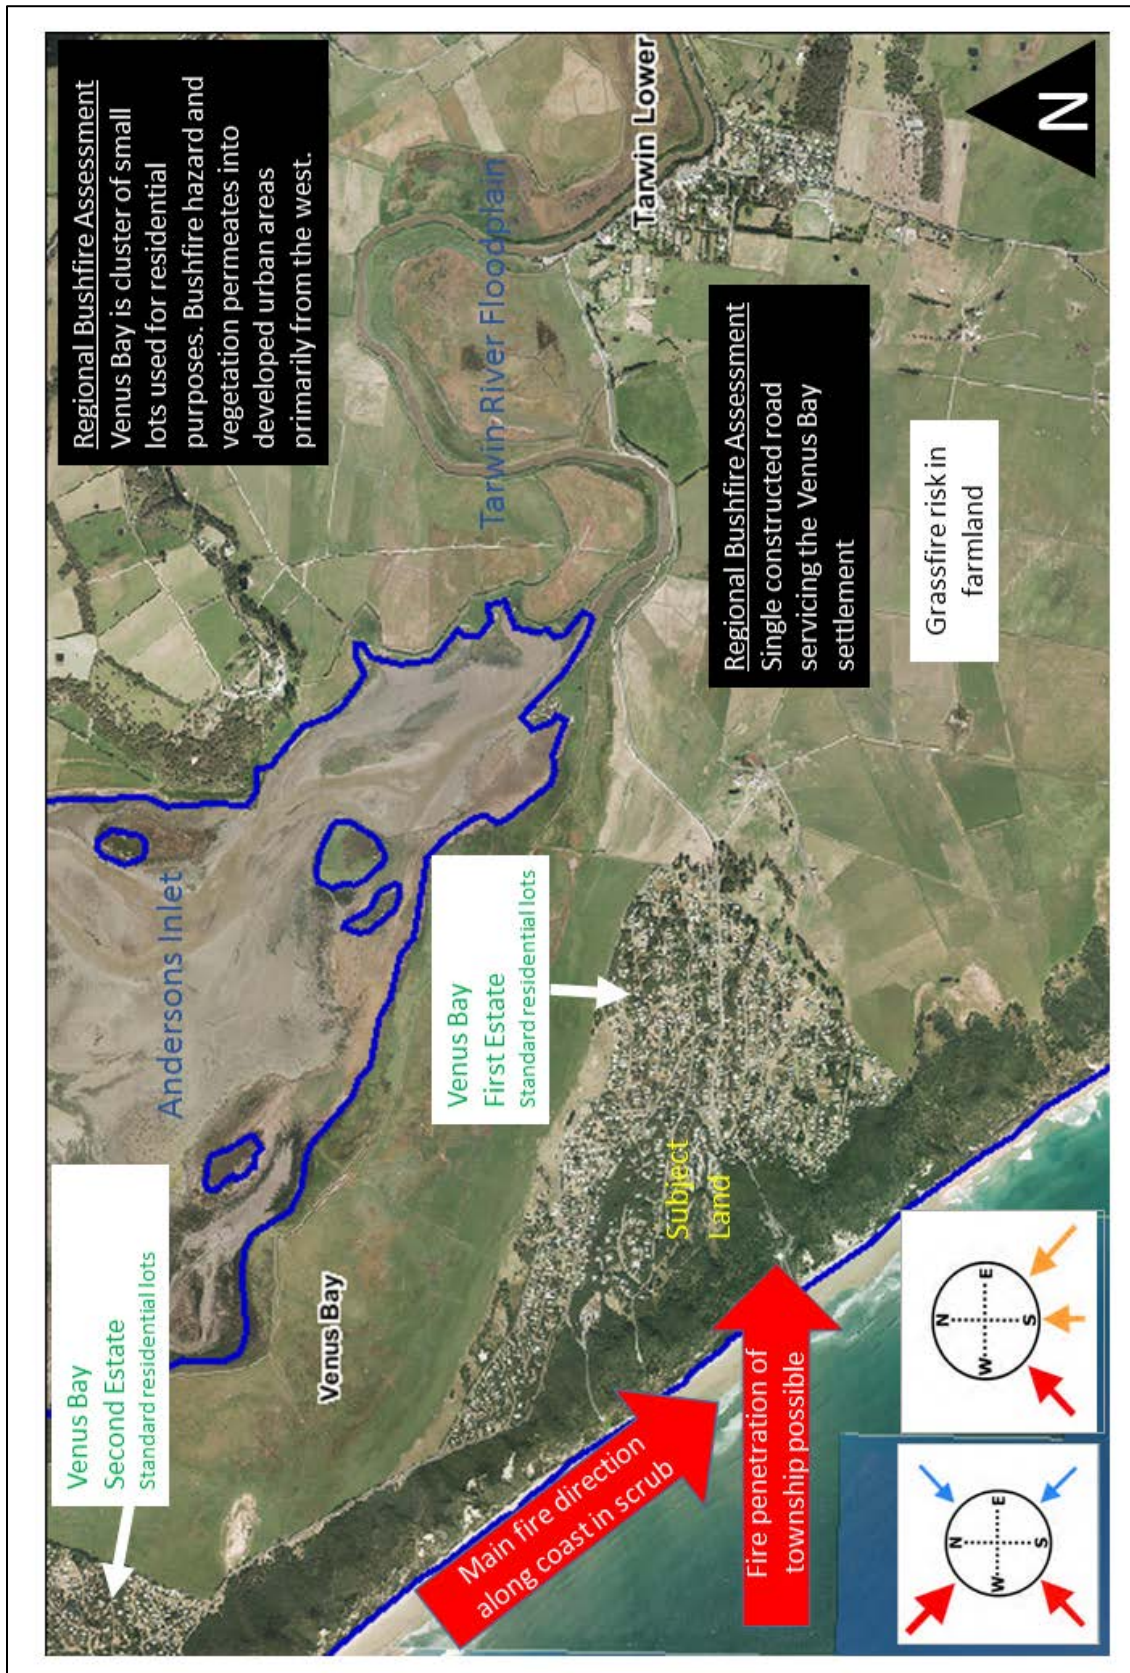 Venus Bay
Second Estate
Standard residential lots
Andersons Inlet
Regional Bushfire Assessment
Venus Bay is cluster of small
lots used for residential
purposes. Bushfire hazard and
vegetation permeates into
developed urban areas
primarily from the west.
Venus Bay
Venus Bay
First Estate
Standard residential lots
Tarwin River Floodplain
Tarwin Lower
Subject
Land
Regional Bushfire Assessment
Single constructed road
servicing the Venus Bay
settlement
Grassfire risk in
farmland
Main fire direction
along coast in scrub
Fire penetration of
township possible
N
W
E
S
N
W
E
S
N